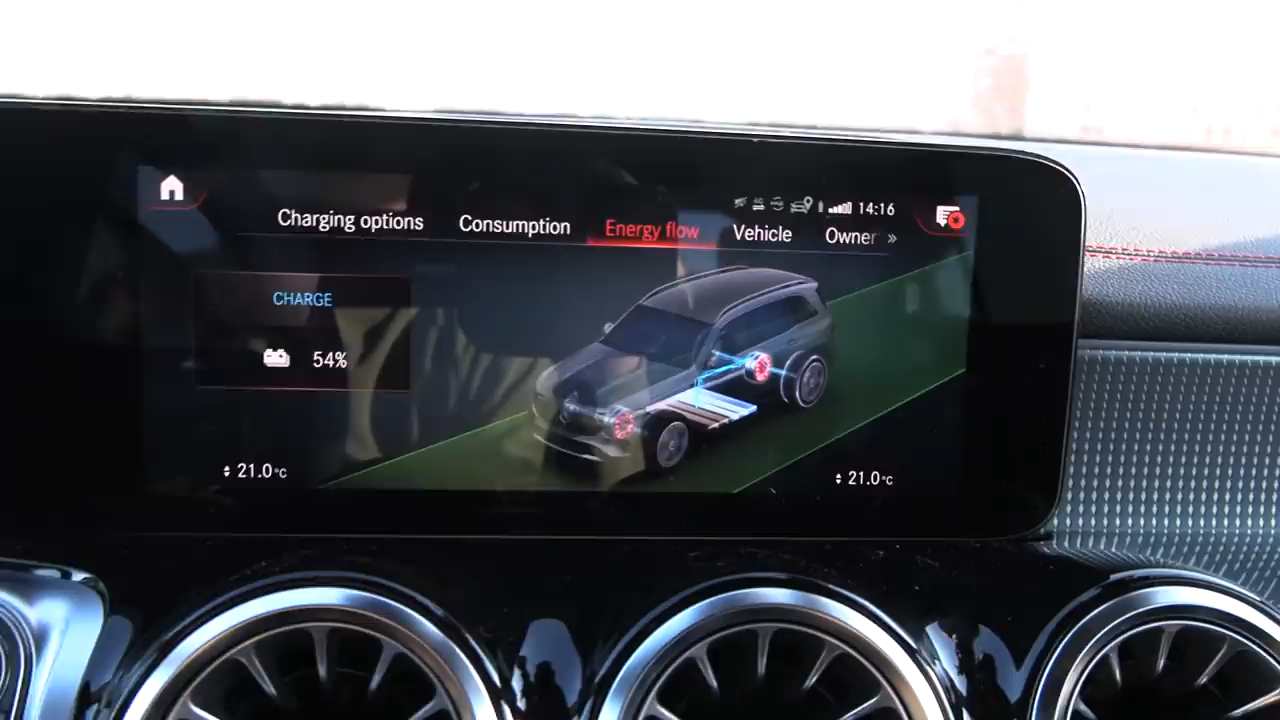 14:16
Charging options Consumption Energy flow Vehicle Owner »
CHARGE
54%
21.0°C
21.0°C